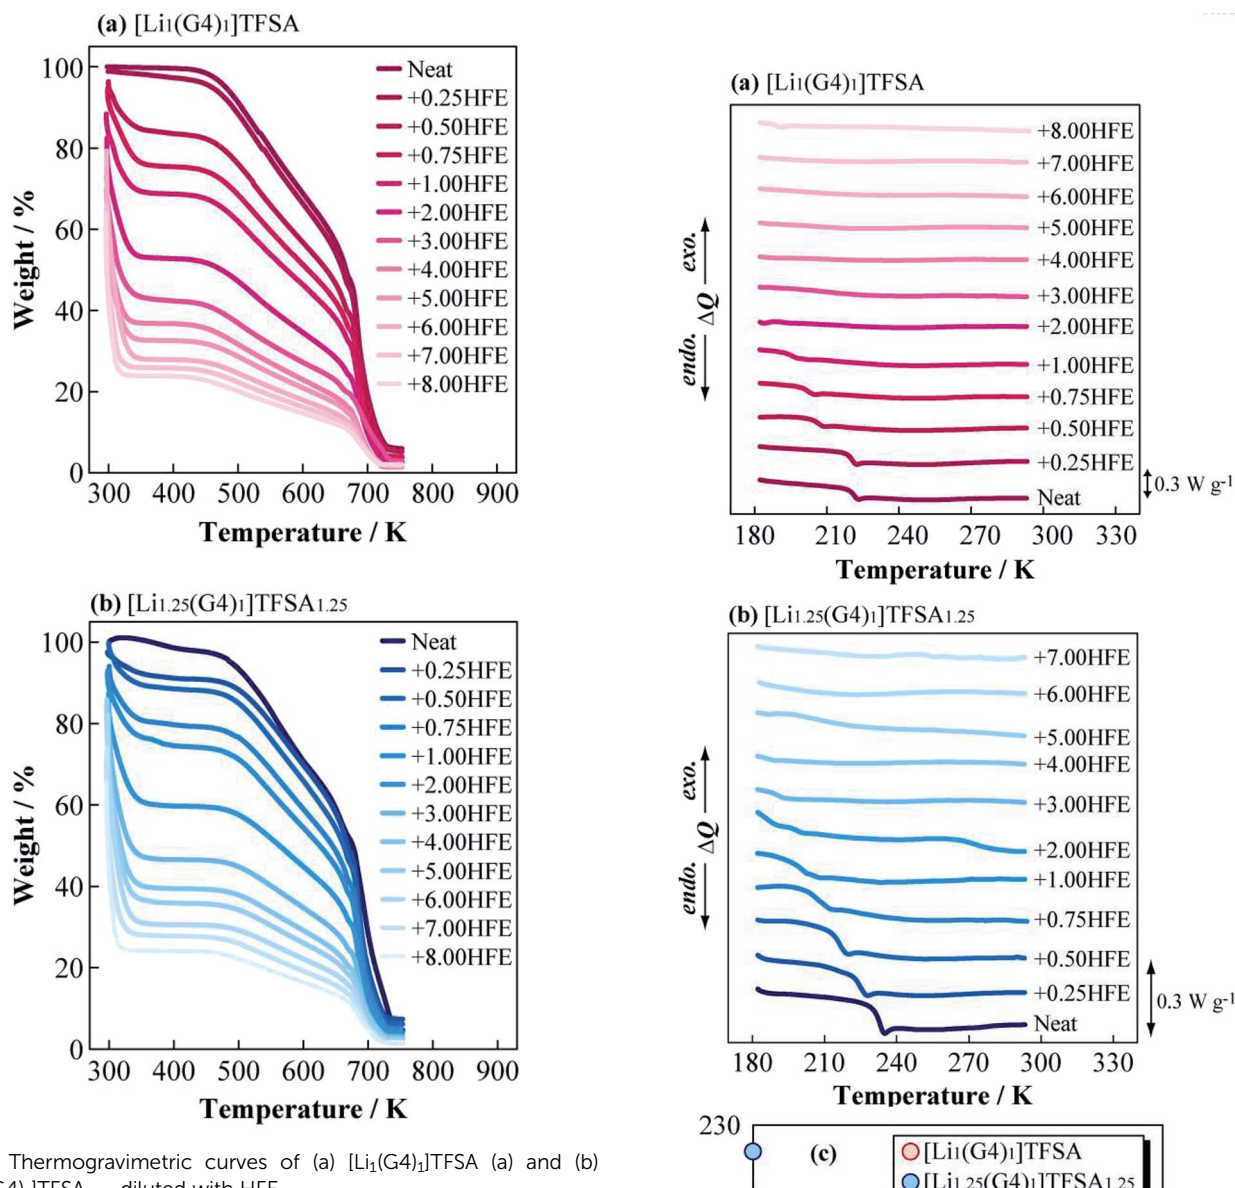 (a) [Li1(G4)1]TFSA
100
80
60
40
20
0
Weight / %
Neat
+0.25HFE
+0.50HFE
+0.75HFE
+1.00HFE
+2.00HFE
+3.00HFE
+4.00HFE
+5.00HFE
+6.00HFE
+7.00HFE
+8.00HFE
300 400 500 600 700 800 900
Temperature / K
(b) [Li1.25(G4)1]TFSA1.25
100
80
60
40
20
0
Weight / %
Neat
+0.25HFE
+0.50HFE
+0.75HFE
+1.00HFE
+2.00HFE
+3.00HFE
+4.00HFE
+5.00HFE
+6.00HFE
+7.00HFE
+8.00HFE
300 400 500 600 700 800 900
Temperature / K
Thermogravimetric curves of (a) [Li1(G4)1]TFSA (a) and (b)
diluted with HFE
(a) [Li1(G4)1]TFSA
endo. ΔQ exo.
+8.00HFE
+7.00HFE
+6.00HFE
+5.00HFE
+4.00HFE
+3.00HFE
+2.00HFE
+1.00HFE
+0.75HFE
+0.50HFE
+0.25HFE
Neat
0.3 W g-1
180 210 240 270 300 330
Temperature / K
(b) [Li1.25(G4)1]TFSA1.25
endo. ΔQ exo.
+7.00HFE
+6.00HFE
+5.00HFE
+4.00HFE
+3.00HFE
+2.00HFE
+1.00HFE
+0.75HFE
+0.50HFE
+0.25HFE
Neat
0.3 W g-1
180 210 240 270 300 330
Temperature / K
230
(c)
[Li1(G4)1]TFSA
[Li1.25(G4)1]TFSA1.25